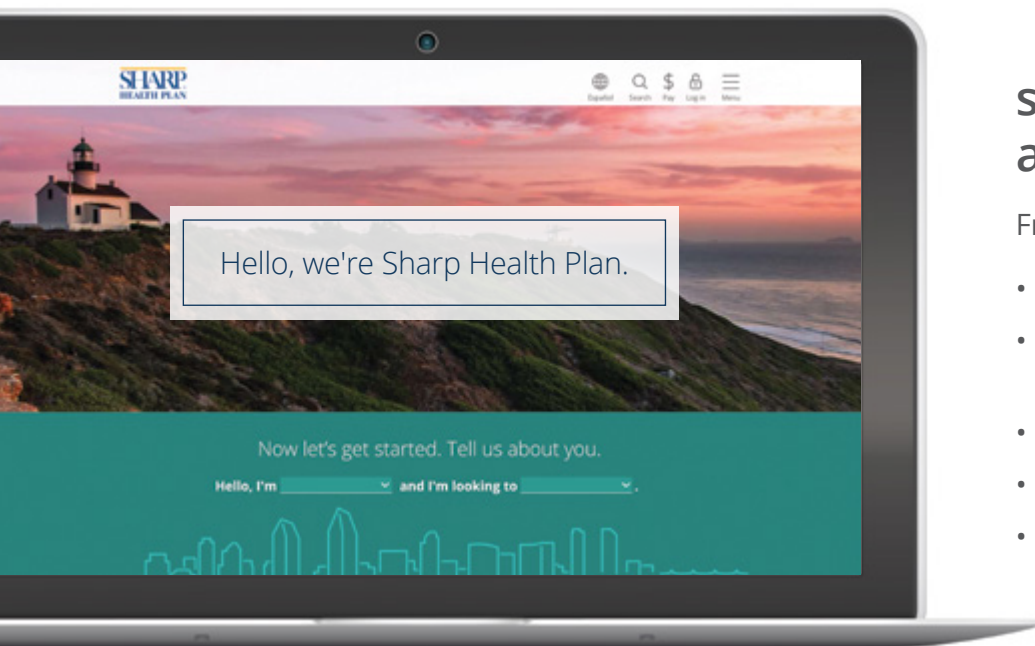 SHARP
HEALTH PLAN
Español Search Pay Log in Menu
Hello, we're Sharp Health Plan.
Now let's get started. Tell us about you.
Hello, I'm and I'm looking to .